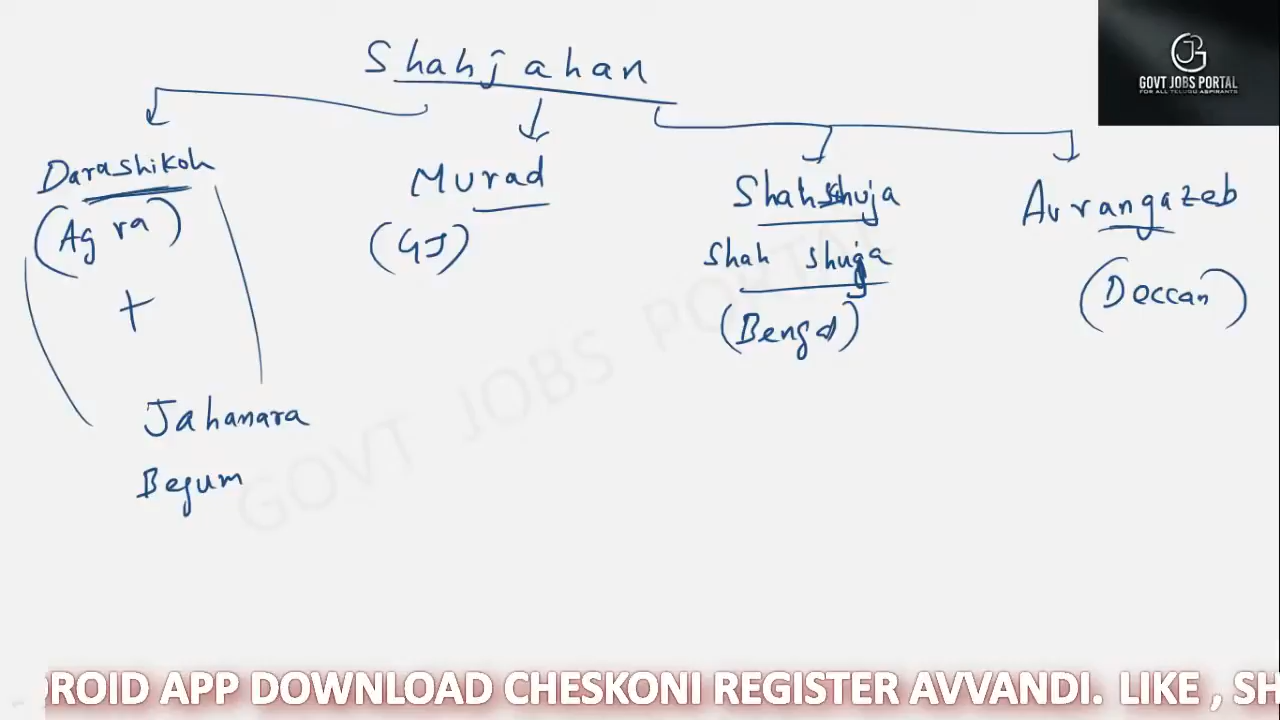 Shahjahan
GOVT JOBS PORTAL
FOR ALL TELUGU ASPIRANTS
Darashikoh
(Agra)
+
Jahanara
Begum
Murad
(GJ)
Shahshuja
Shah Shuja
(Bengal)
Aurangazeb
(Deccan)
GOVT JOBS PORTAL
ROID APP DOWNLOAD CHESKONI REGISTER AVVANDI. LIKE , SH